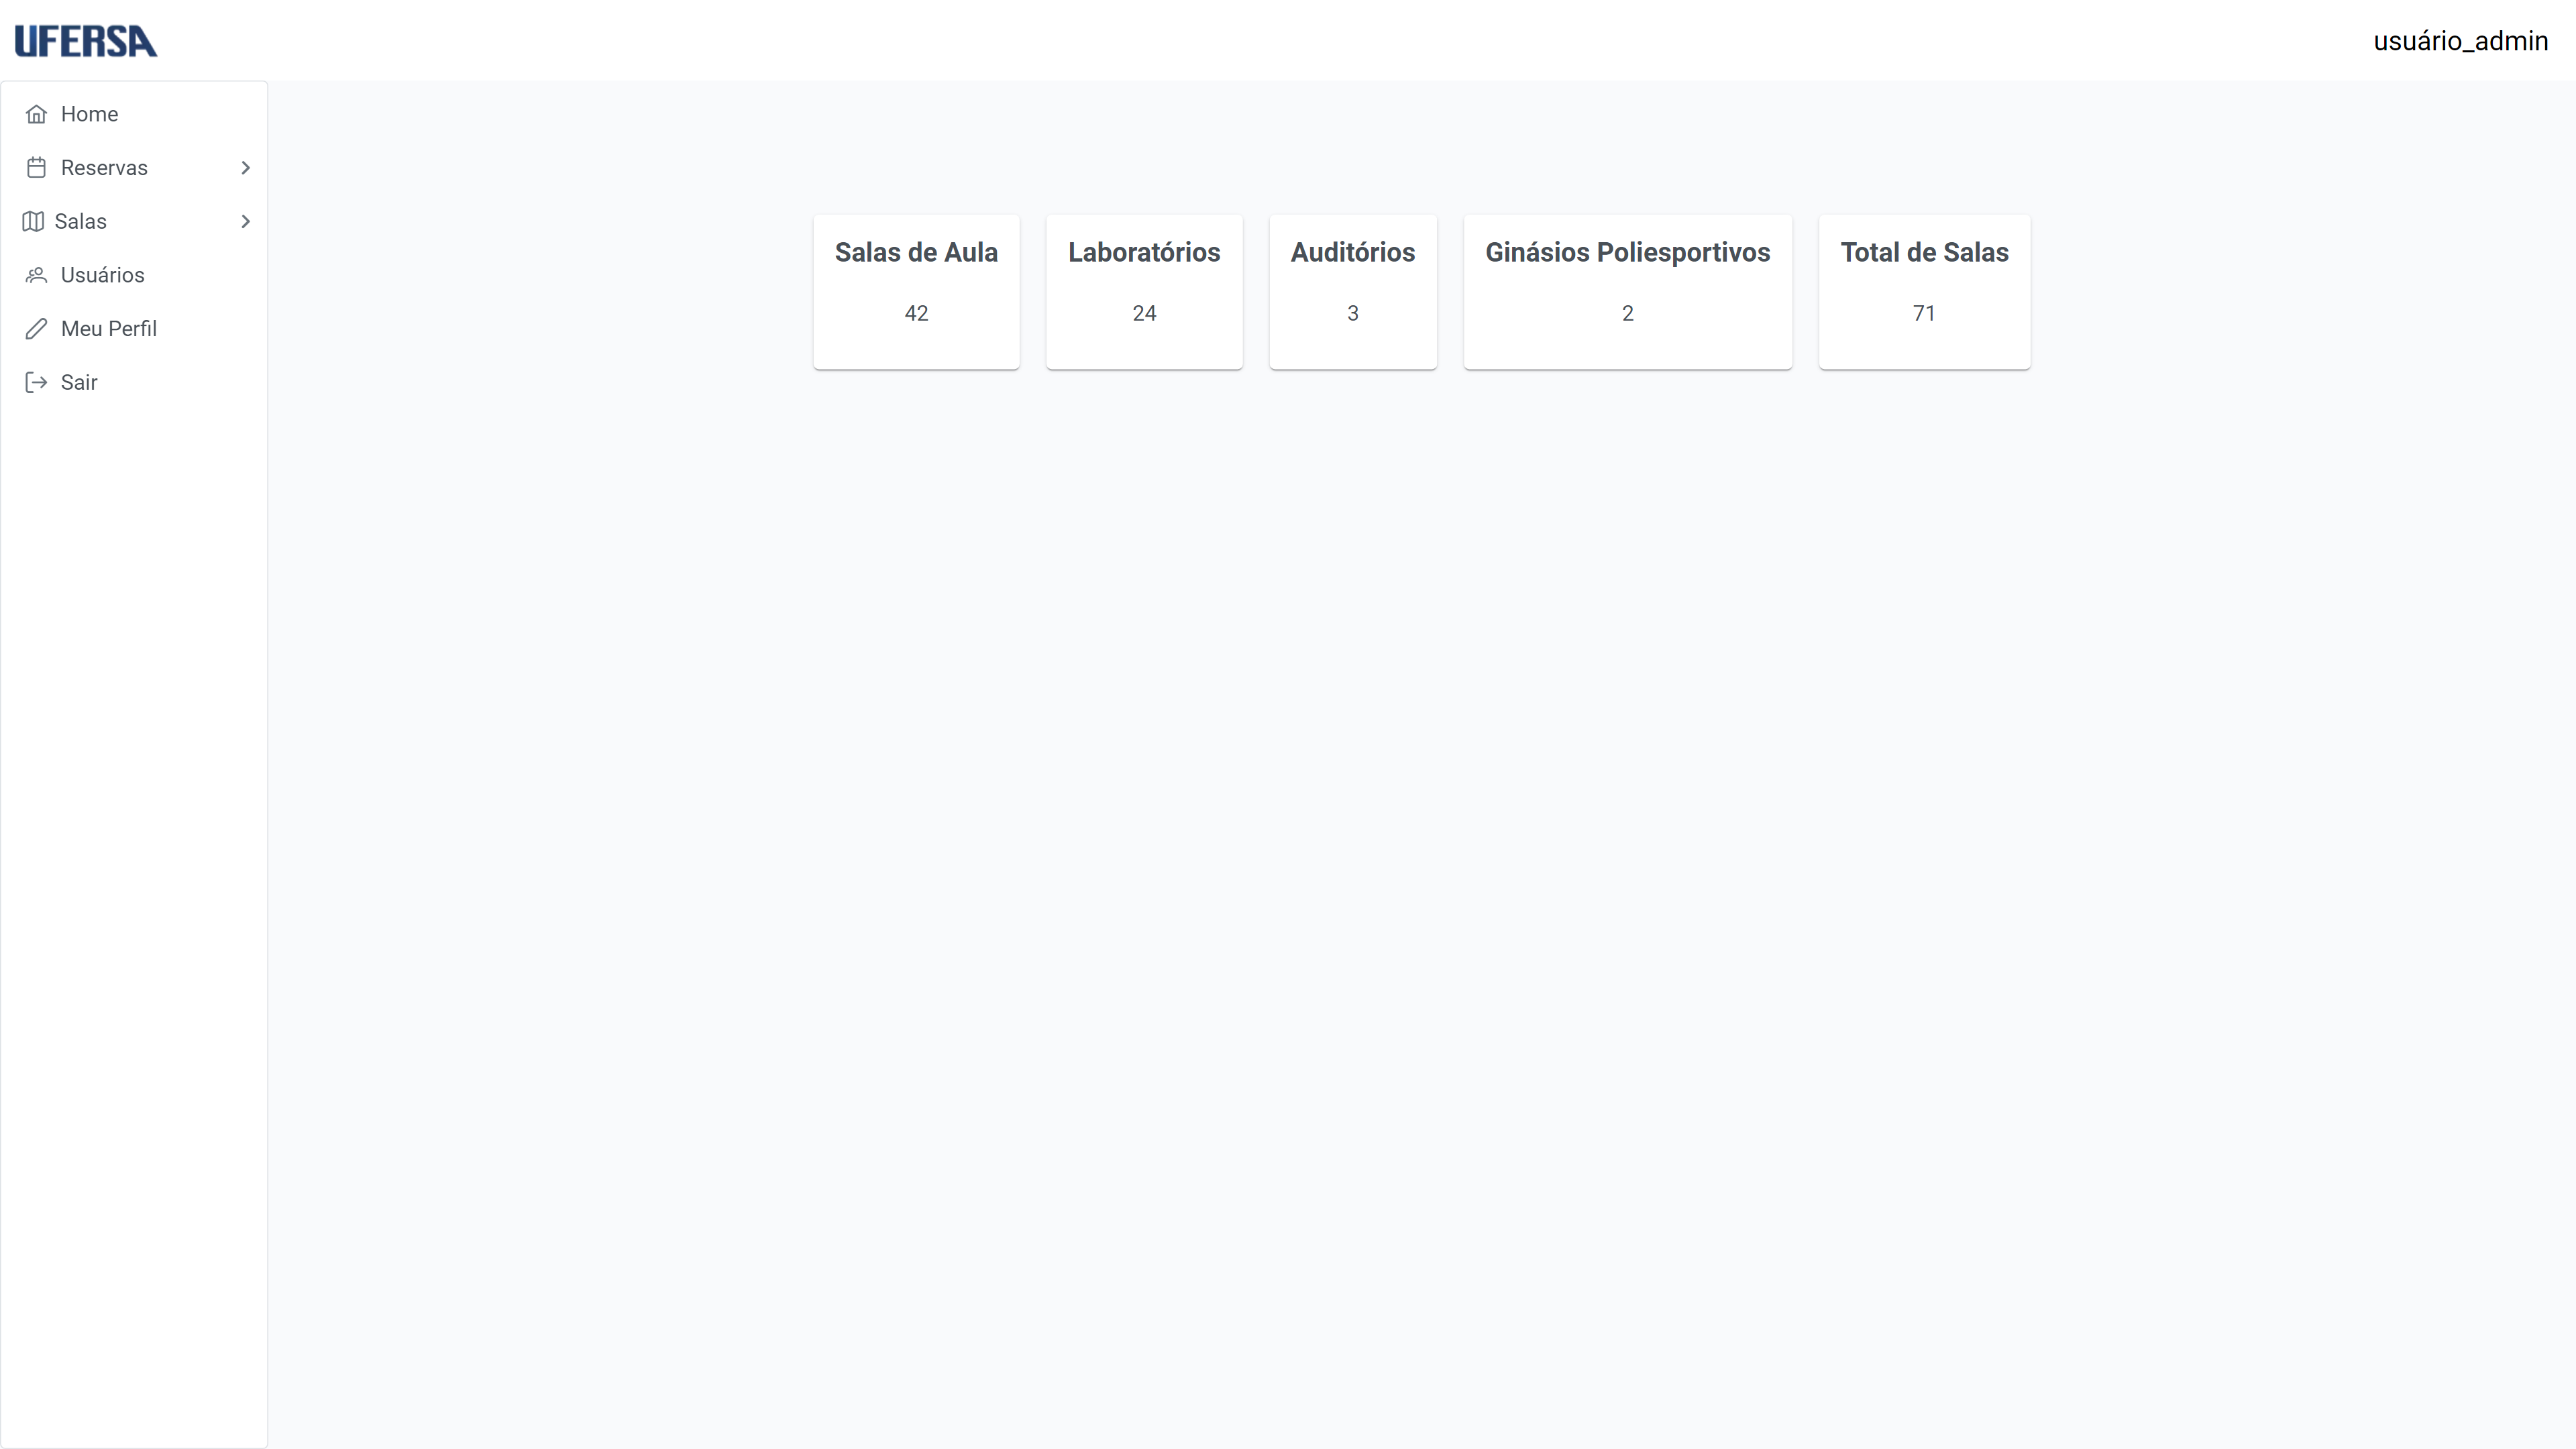 UFERSA
usuário_admin
Home
Reservas
Salas
Usuários
Meu Perfil
Sair
Salas de Aula
42
Laboratórios
24
Auditórios
3
Ginásios Poliesportivos
2
Total de Salas
71